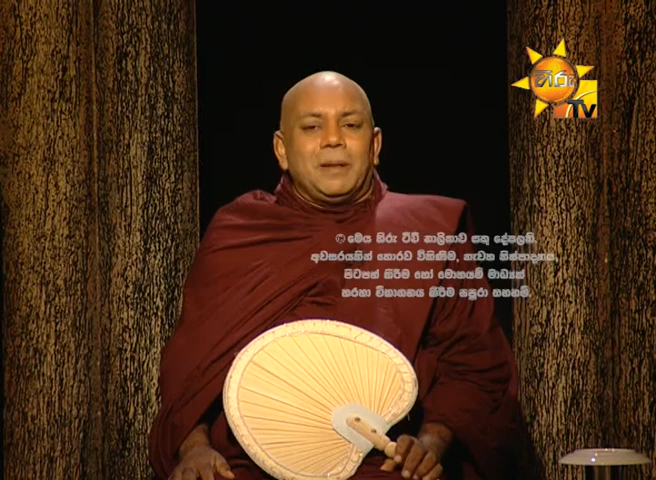 හිරු
TV
© මෙය හිරු ටීවී නාලිකාව සතු දේපලකි.
අවසරයකින් තොරව විකිණීම, නැවත නිෂ්පාදනය,
පිටපත් කිරීම හෝ මොනයම් මාධ්‍යක්
හරහා විකාශනය කිරීම සපුරා තහනම්.